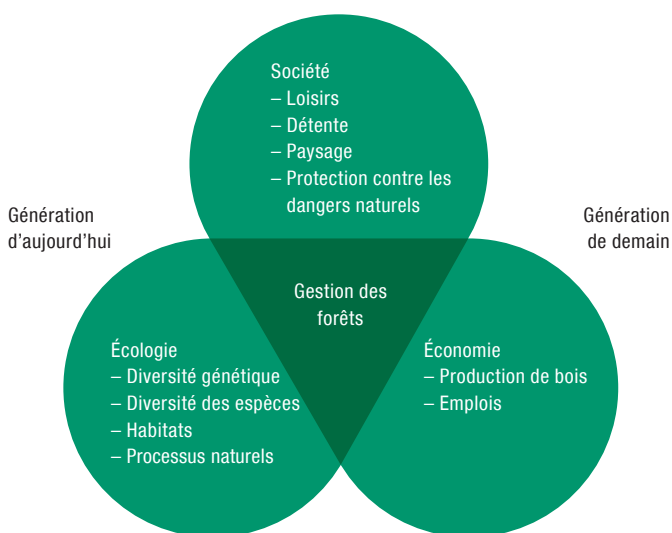 Société
– Loisirs
– Détente
– Paysage
– Protection contre les
dangers naturels
Génération
d'aujourd'hui
Génération
de demain
Gestion des
forêts
Écologie
– Diversité génétique
– Diversité des espèces
– Habitats
– Processus naturels
Économie
– Production de bois
– Emplois